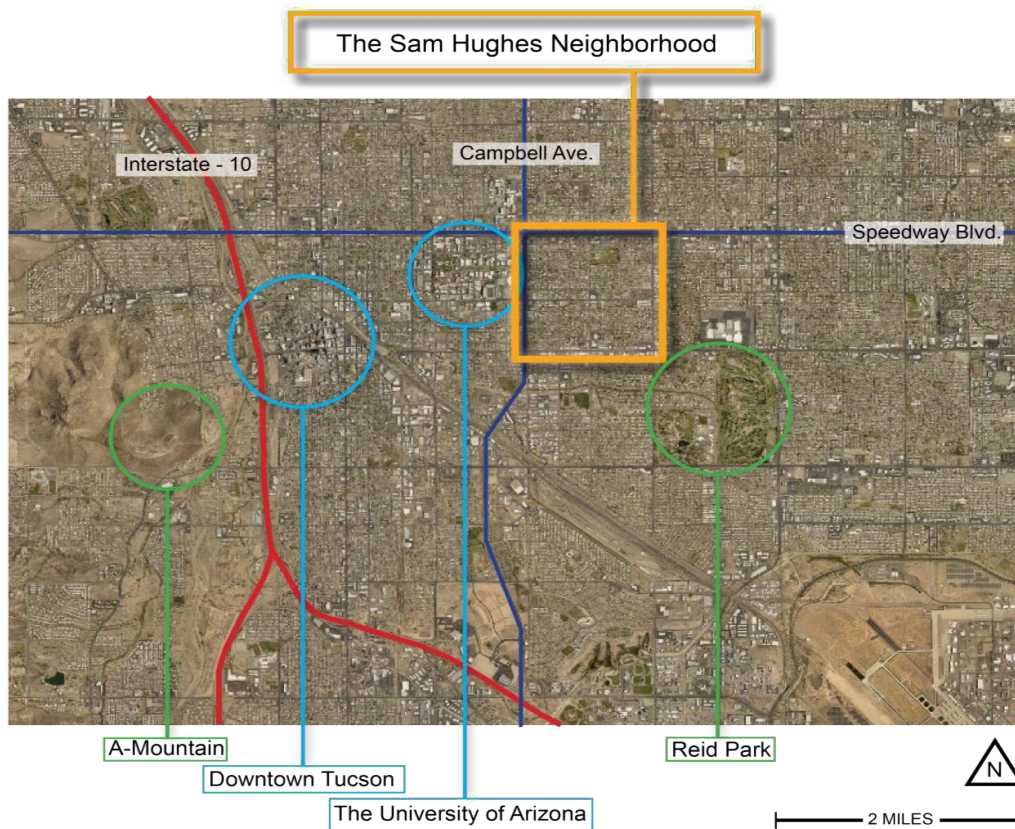 The Sam Hughes Neighborhood
Campbell Ave.
Interstate - 10
Speedway Blvd.
A-Mountain
Reid Park
Downtown Tucson
The University of Arizona
N
2 MILES